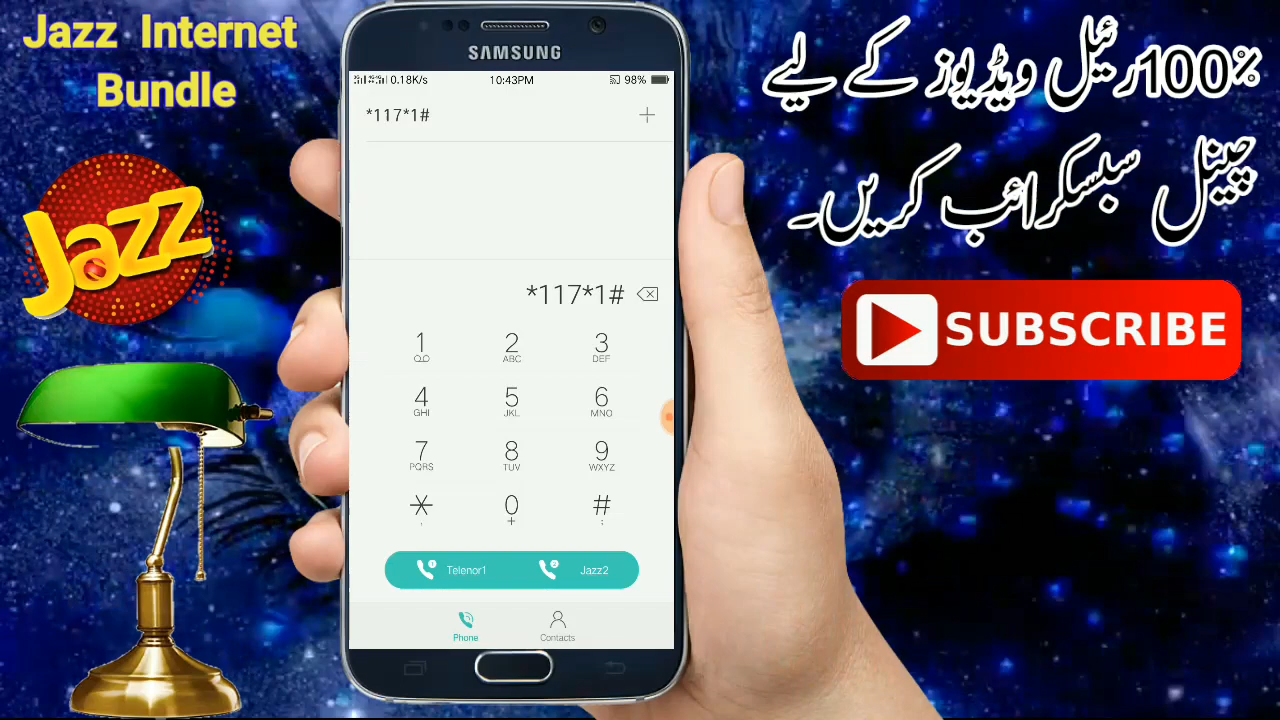 Jazz Internet
Bundle
Jazz
SAMSUNG
0.18K/s 10:43PM 98%
*117*1#
*117*1#
1 2 3
ABC DEF
4 5 6
GHI JKL MNO
7 8 9
PQRS TUV WXYZ
* 0 #
, + ;
1 Telenor1 2 Jazz2
Phone Contacts
100%رئیل ویڈیوز کے لیے
چینل سبسکرائب کریں۔
SUBSCRIBE